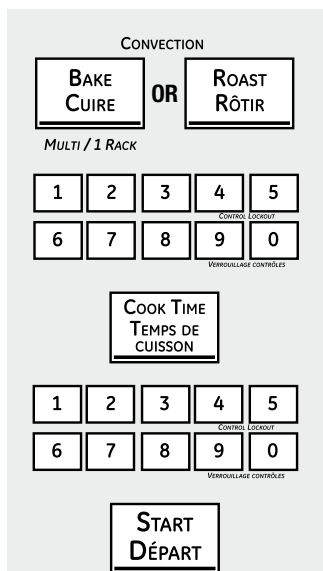 Convection
Bake
Cuire
OR
Roast
Rôtir
Multi / 1 Rack
1 2 3 4 5
Control Lockout
6 7 8 9 0
Verrouillage contrôles
Cook Time
Temps de
cuisson
1 2 3 4 5
Control Lockout
6 7 8 9 0
Verrouillage contrôles
Start
Départ